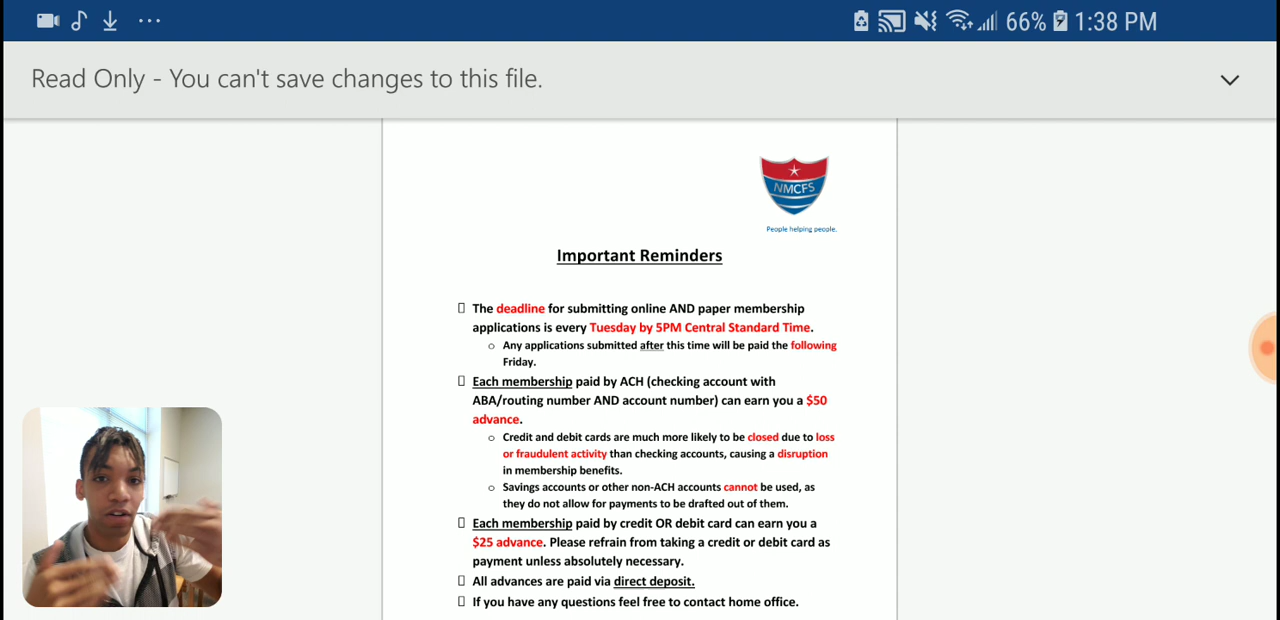 66% 1:38 PM
Read Only - You can't save changes to this file.
NMCFS
People helping people.
Important Reminders
The deadline for submitting online AND paper membership
applications is every Tuesday by 5PM Central Standard Time.
o Any applications submitted after this time will be paid the following
Friday.
Each membership paid by ACH (checking account with
ABA/routing number AND account number) can earn you a $50
advance.
o Credit and debit cards are much more likely to be closed due to loss
or fraudulent activity than checking accounts, causing a disruption
in membership benefits.
o Savings accounts or other non-ACH accounts cannot be used, as
they do not allow for payments to be drafted out of them.
Each membership paid by credit OR debit card can earn you a
$25 advance. Please refrain from taking a credit or debit card as
payment unless absolutely necessary.
All advances are paid via direct deposit.
If you have any questions feel free to contact home office.